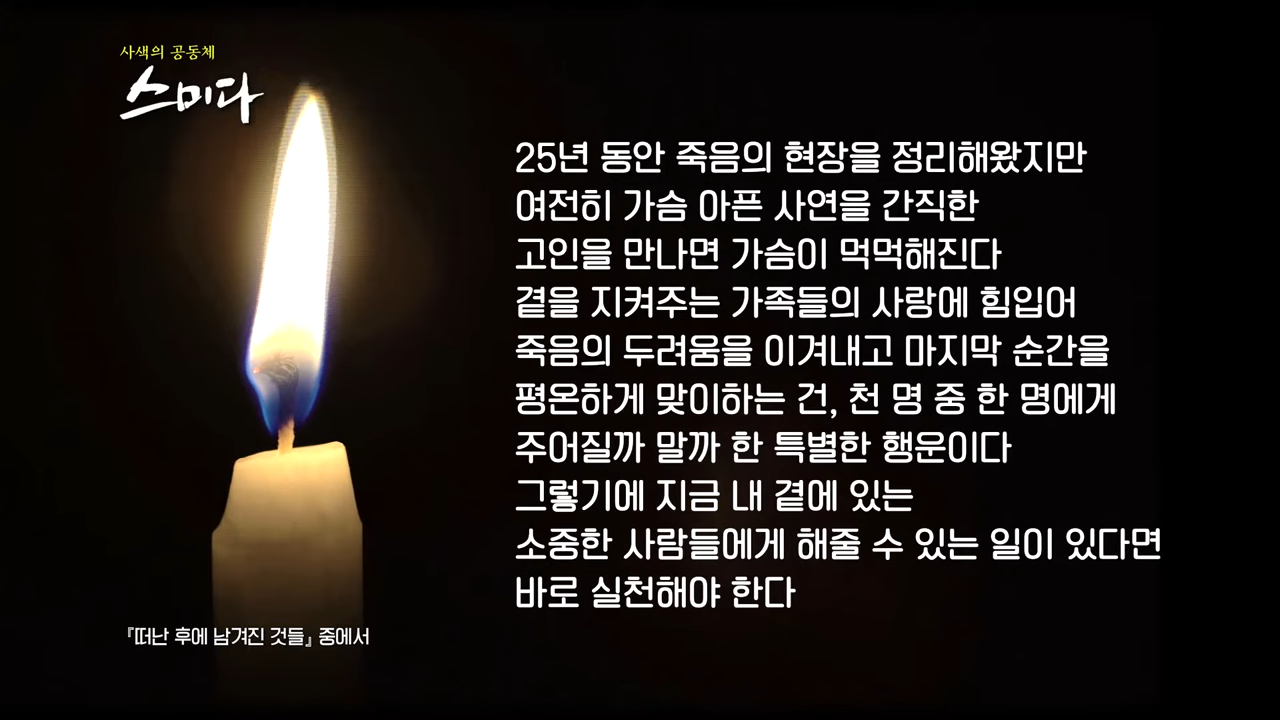 사색의 공동체
스미다
25년 동안 죽음의 현장을 정리해왔지만
여전히 가슴 아픈 사연을 간직한
고인을 만나면 가슴이 먹먹해진다
곁을 지켜주는 가족들의 사랑에 힘입어
죽음의 두려움을 이겨내고 마지막 순간을
평온하게 맞이하는 건, 천 명 중 한 명에게
주어질까 말까 한 특별한 행운이다
그렇기에 지금 내 곁에 있는
소중한 사람들에게 해줄 수 있는 일이 있다면
바로 실천해야 한다
『떠난 후에 남겨진 것들』 중에서